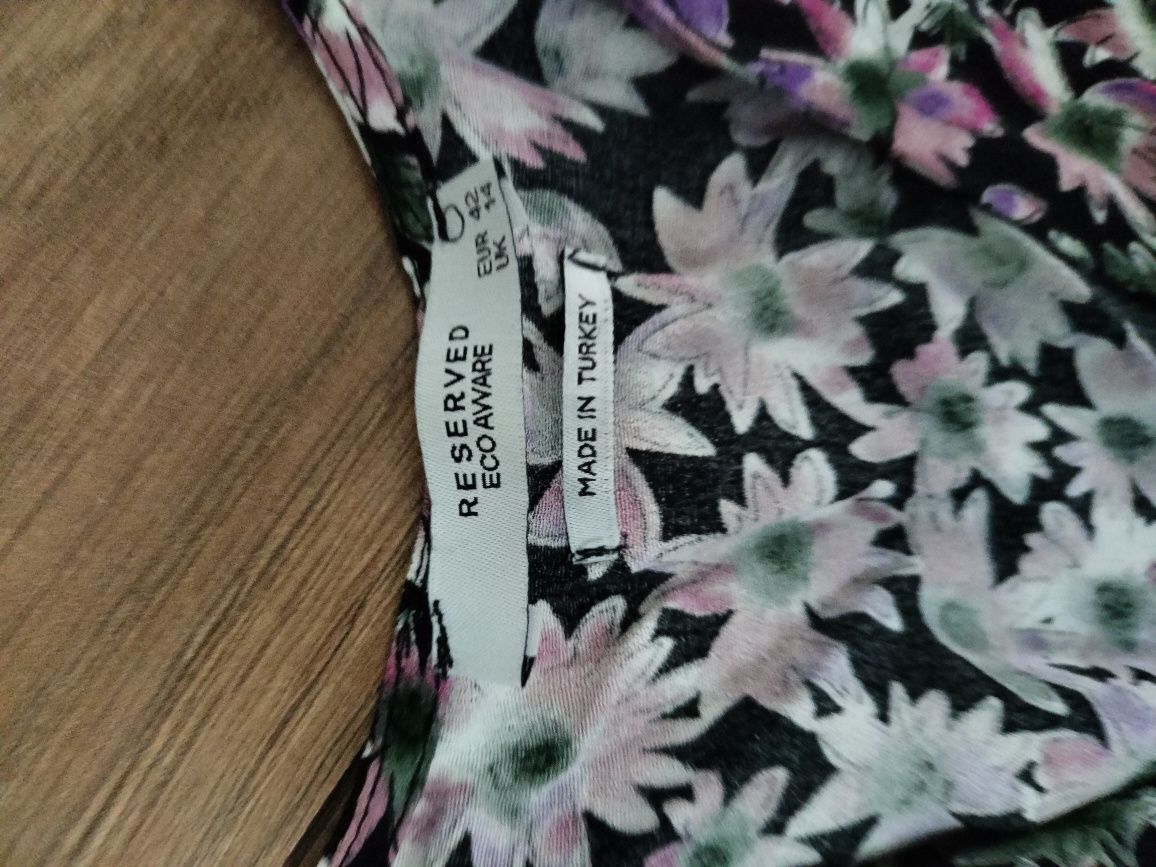 RESERVED
ECO AWARE
EUR 42
UK 14
MADE IN TURKEY